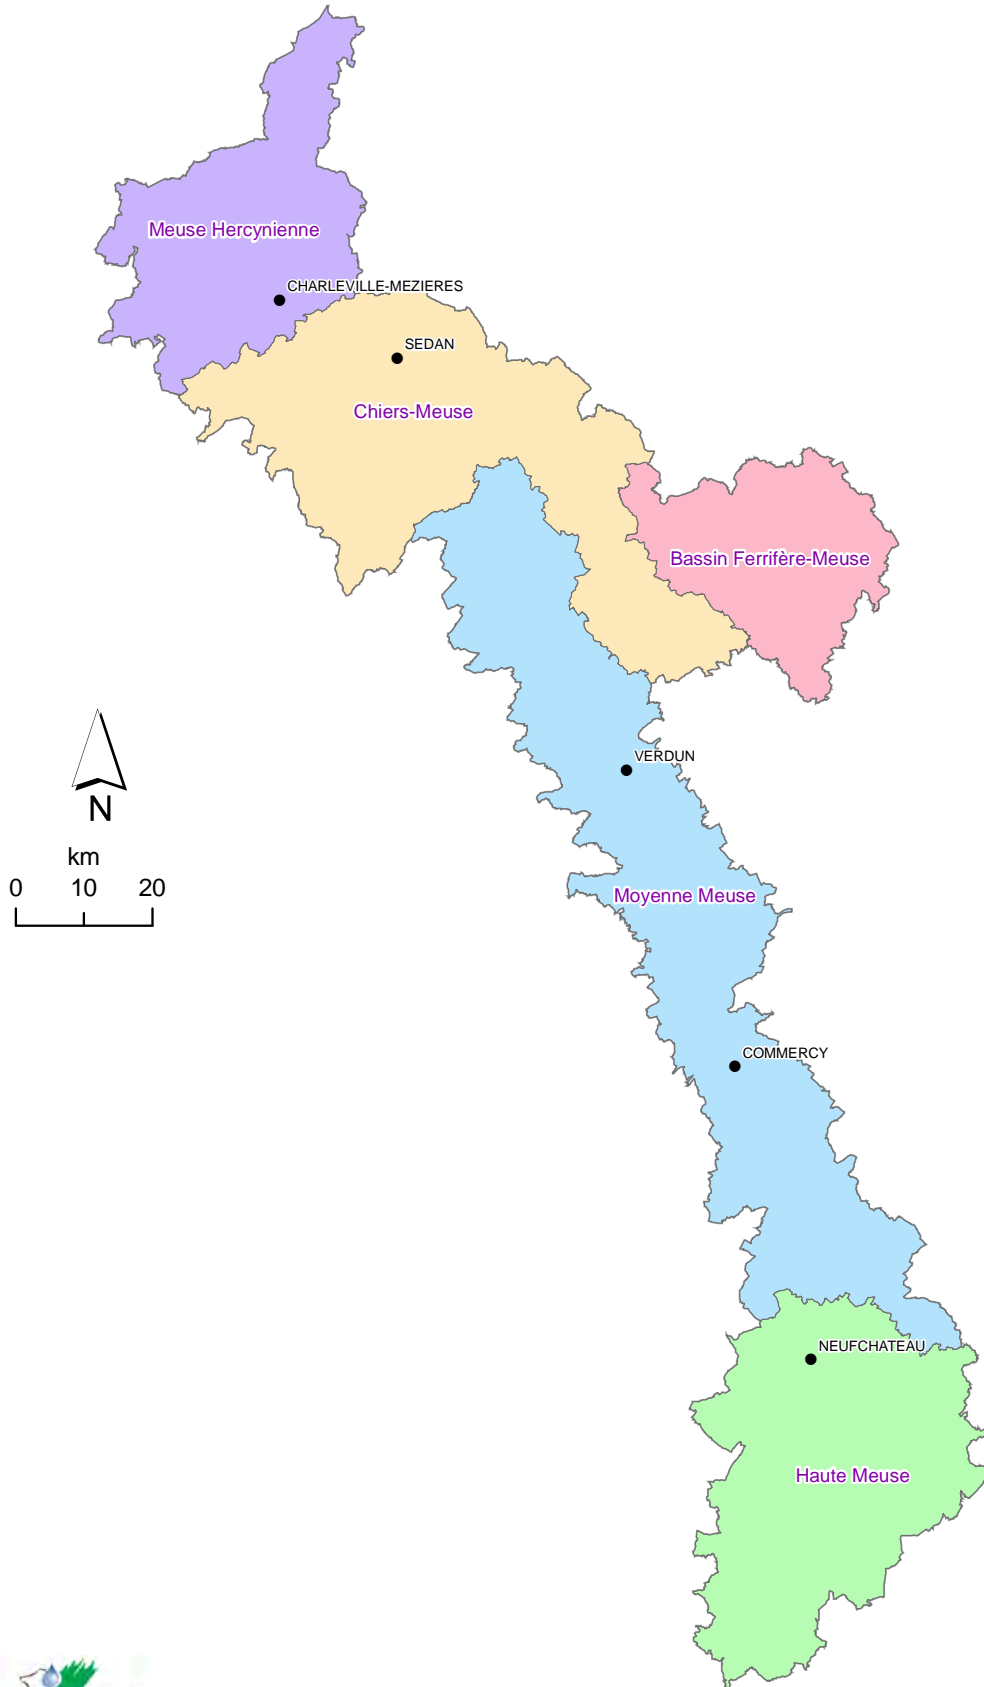 Meuse Hercynienne
CHARLEVILLE-MEZIERES
SEDAN
Chiers-Meuse
Bassin Ferrifère-Meuse
N
VERDUN
km
0 10 20
Moyenne Meuse
COMMERCY
NEUFCHATEAU
Haute Meuse